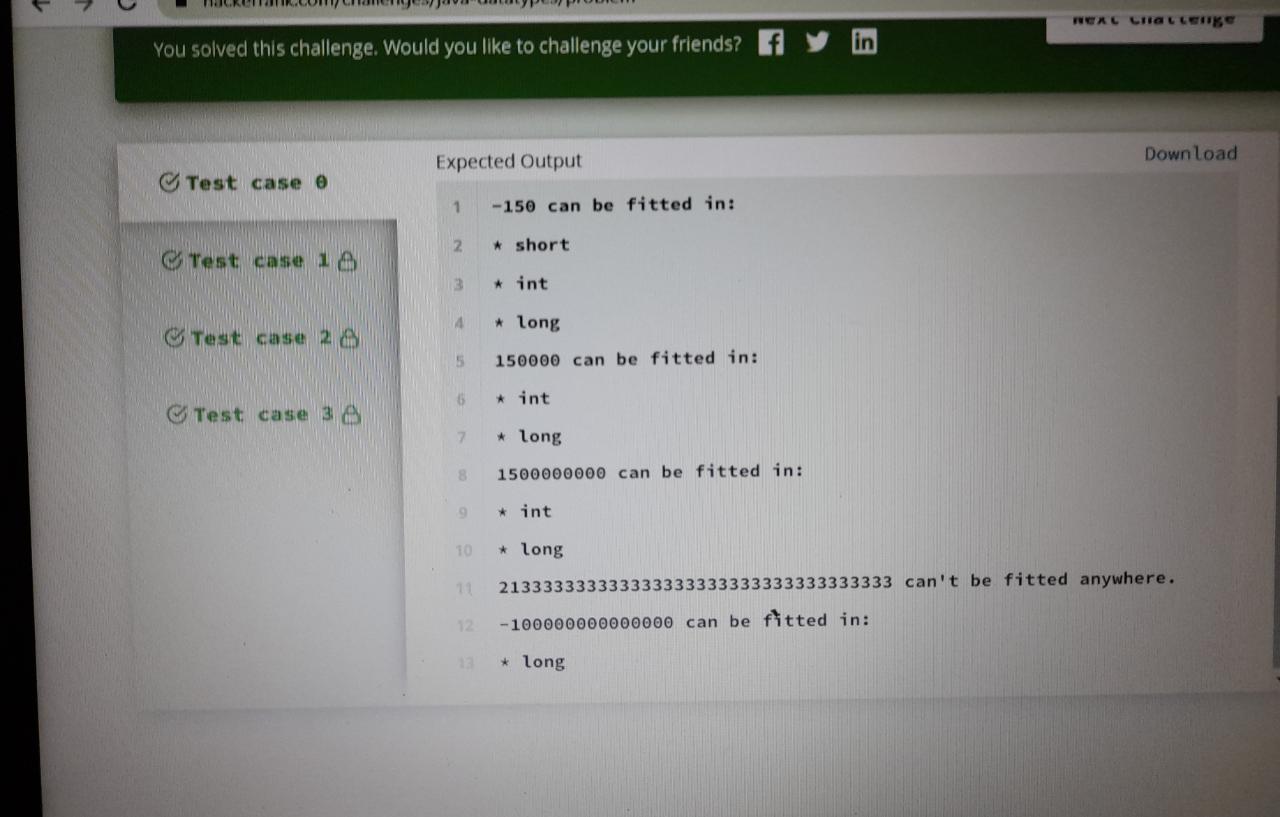 hackerrank.com/challenges/java-datatypes/problem
You solved this challenge. Would you like to challenge your friends?
Next Challenge
Test case 0
Test case 1
Test case 2
Test case 3
Expected Output
Download
1 -150 can be fitted in:
2 * short
3 * int
4 * long
5 150000 can be fitted in:
6 * int
7 * long
8 1500000000 can be fitted in:
9 * int
10 * long
11 213333333333333333333333333333333333 can't be fitted anywhere.
12 -100000000000000 can be fitted in:
13 * long